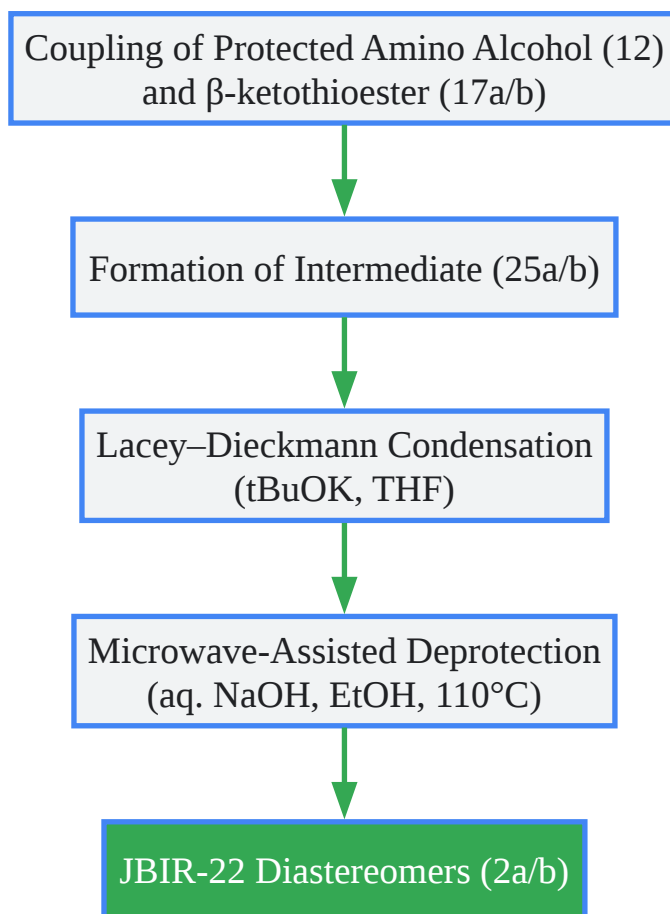 Coupling of Protected Amino Alcohol (12)
and β-ketothioester (17a/b)
Formation of Intermediate (25a/b)
Lacey–Dieckmann Condensation
(tBuOK, THF)
Microwave-Assisted Deprotection
(aq. NaOH, EtOH, 110°C)
JBIR-22 Diastereomers (2a/b)